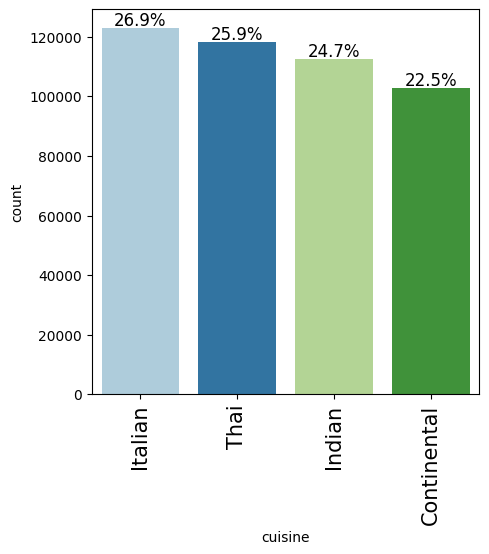 26.9%
25.9%
24.7%
22.5%
120000
100000
80000
60000
40000
20000
0
count
Italian
Thai
Indian
Continental
cuisine